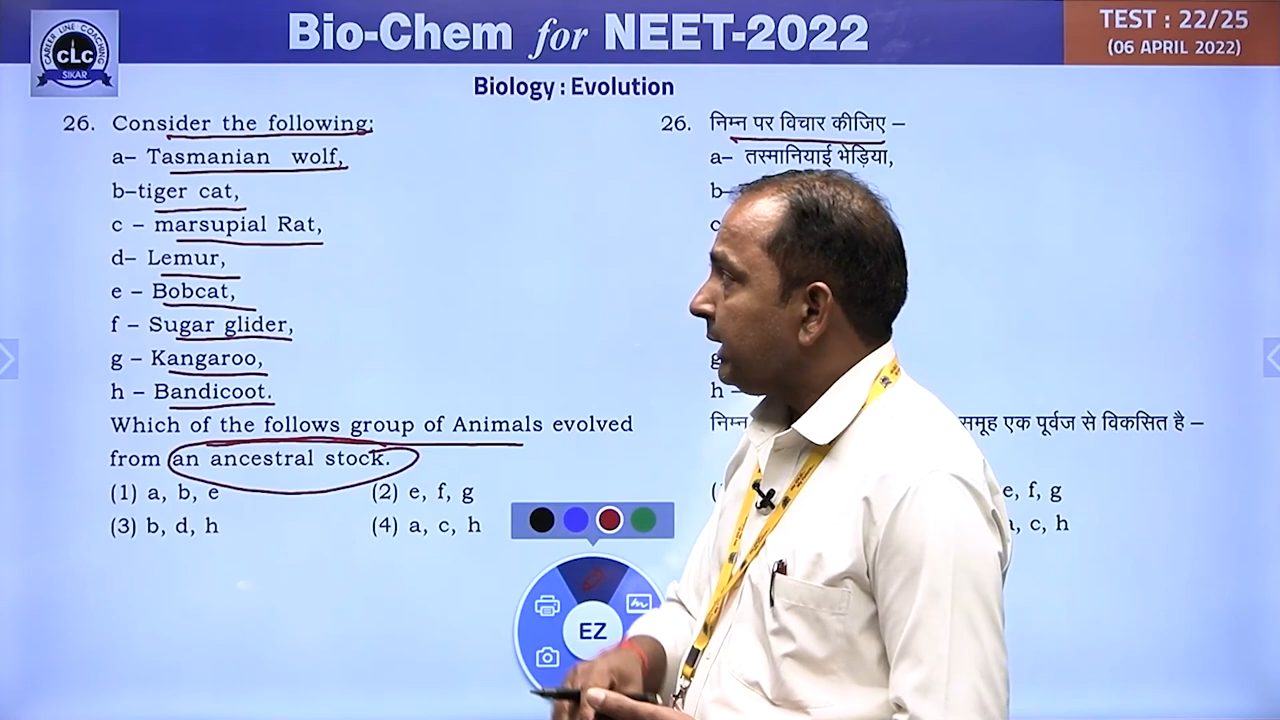 CAREER LINE COACHING
CLC
SIKAR
Bio-Chem for NEET-2022
TEST : 22/25
(06 APRIL 2022)
Biology : Evolution
26. Consider the following:
a– Tasmanian wolf,
b–tiger cat,
c – marsupial Rat,
d– Lemur,
e – Bobcat,
f – Sugar glider,
g – Kangaroo,
h – Bandicoot.
Which of the follows group of Animals evolved
from an ancestral stock.
(1) a, b, e (2) e, f, g
(3) b, d, h (4) a, c, h
26. निम्न पर विचार कीजिए –
a– तस्मानियाई भेड़िया,
b–
g
h –
निम्न समूह एक पूर्वज से विकसित है –
e, f, g
a, c, h
EZ